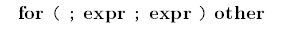 for ( ; expr ; expr ) other